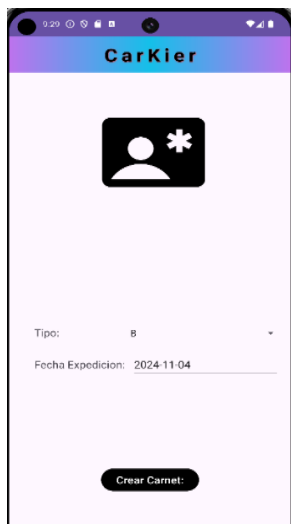 9:29
CarKier
Tipo: B
Fecha Expedicion: 2024-11-04
Crear Carnet: